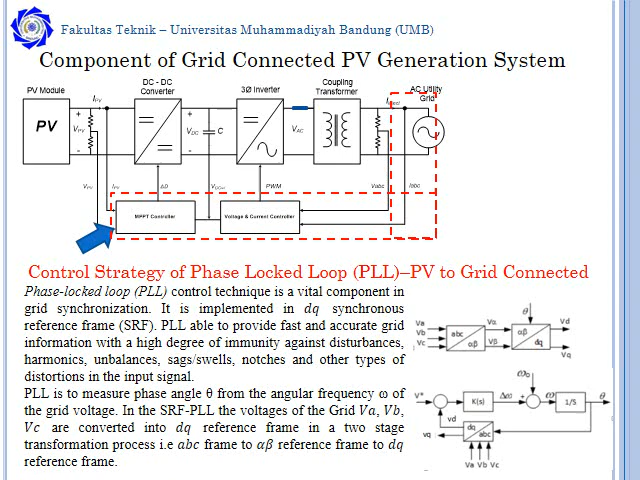 Fakultas Teknik – Universitas Muhammadiyah Bandung (UMB)
Component of Grid Connected PV Generation System
PV Module
DC - DC
Converter
3Ø Inverter
Coupling
Transformer
AC Utility
Grid
PV
I_PV
+
V_PV
-
+
V_DC
C
-
V_AC
V_PV
I_PV
ΔD
PWM
Vabc
Iabc
MPPT Controller
Voltage & Current Controller
Control Strategy of Phase Locked Loop (PLL)–PV to Grid Connected
Phase-locked loop (PLL) control technique is a vital component in
grid synchronization. It is implemented in dq synchronous
reference frame (SRF). PLL able to provide fast and accurate grid
information with a high degree of immunity against disturbances,
harmonics, unbalances, sags/swells, notches and other types of
distortions in the input signal.
PLL is to measure phase angle θ from the angular frequency ω of
the grid voltage. In the SRF-PLL the voltages of the Grid Va, Vb,
Vc are converted into dq reference frame in a two stage
transformation process i.e abc frame to αβ reference frame to dq
reference frame.
θ
Va
Vb
Vc
abc
αβ
Vα
Vβ
αβ
dq
Vd
Vq
V*
K(s)
Δω
+
ω₀
ω
1/S
θ
vd
vq
dq
abc
Va Vb Vc